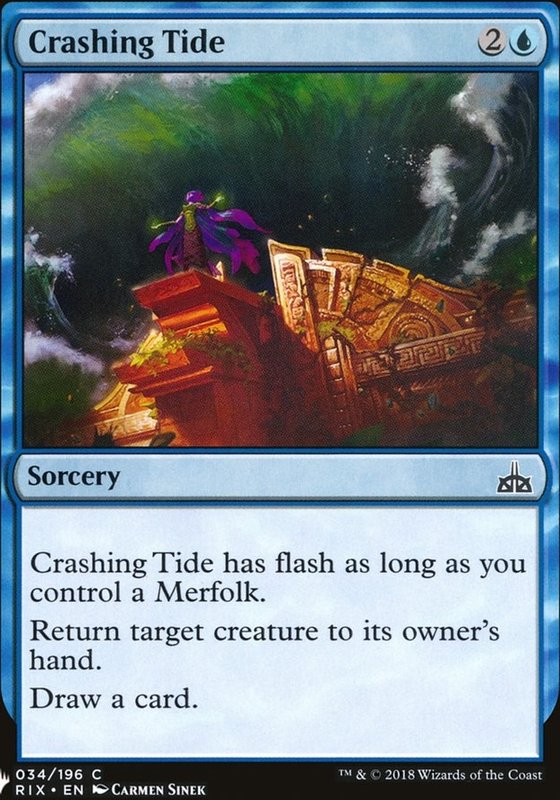 Crashing Tide 2
Sorcery
Crashing Tide has flash as long as you
control a Merfolk.
Return target creature to its owner's
hand.
Draw a card.
034/196 C
RIX • EN Carmen Sinek
™ & © 2018 Wizards of the Coast